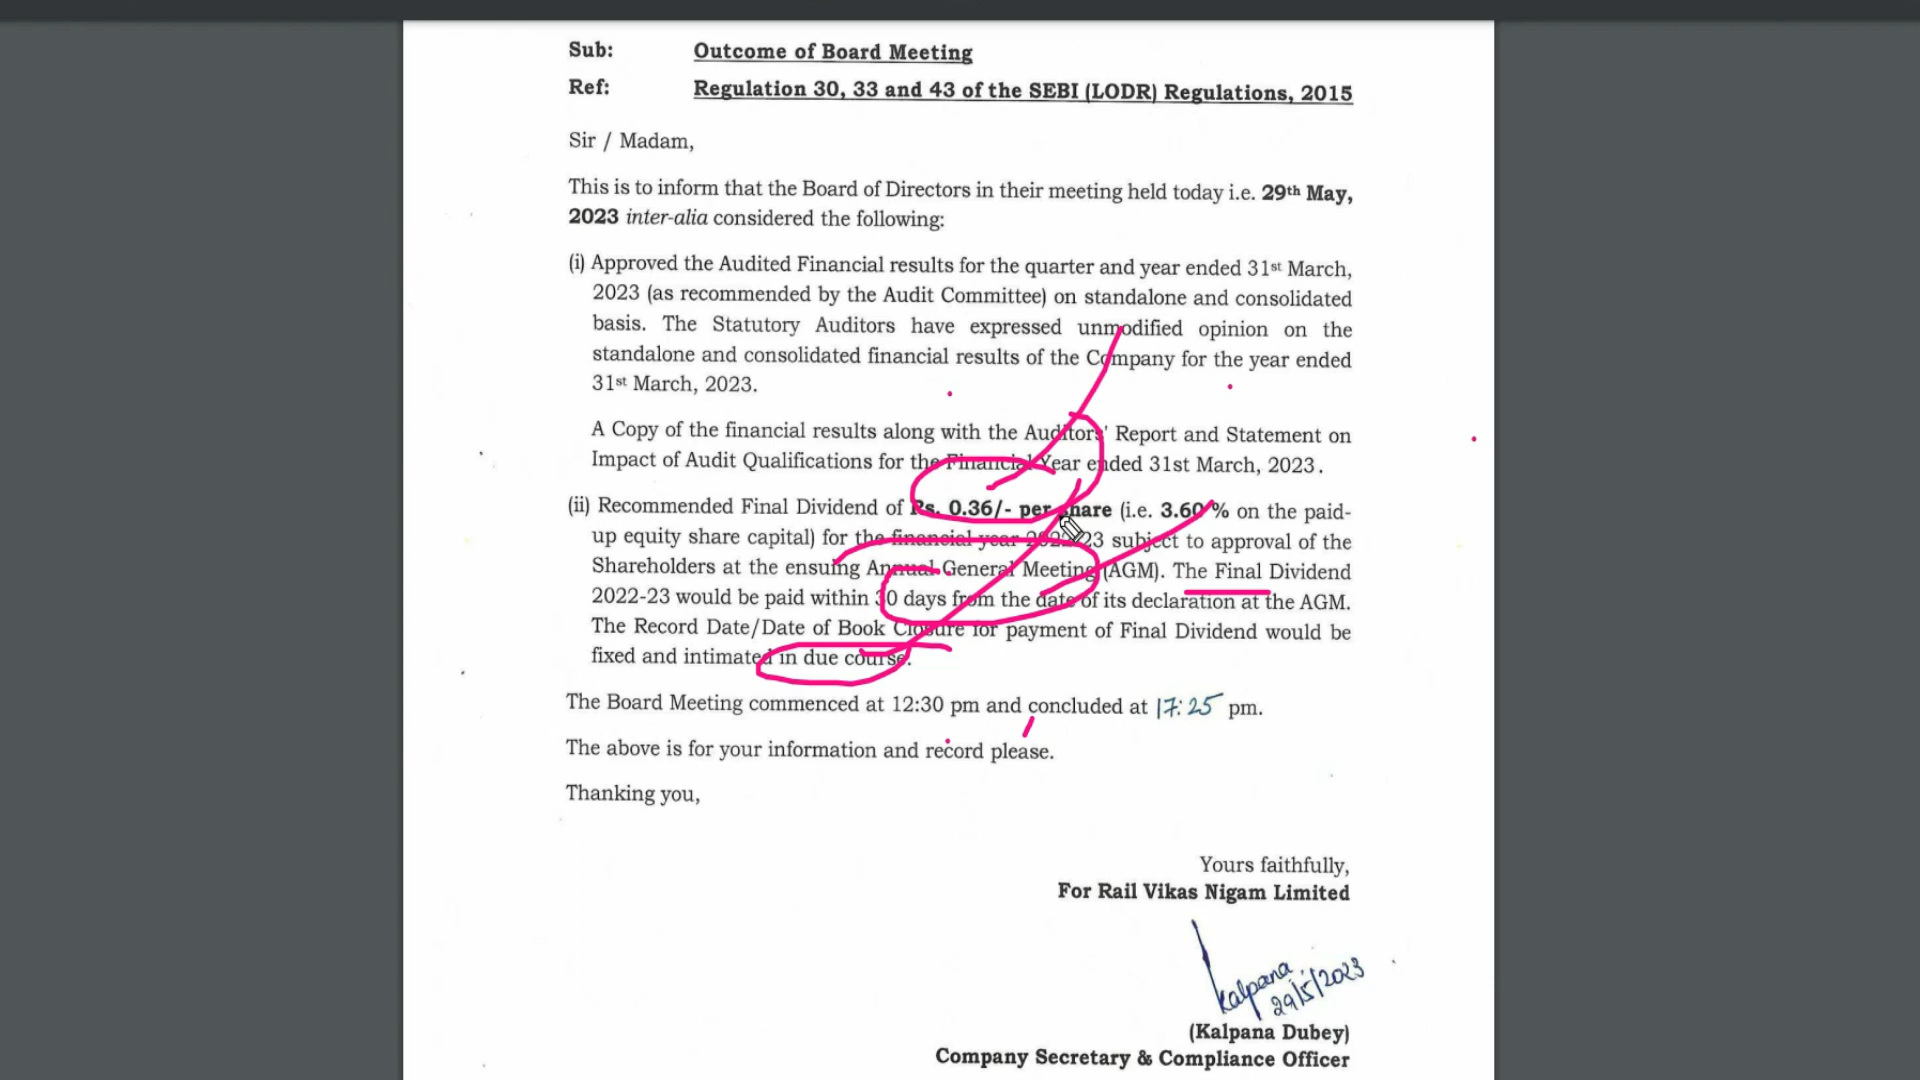 Sub: Outcome of Board Meeting
Ref: Regulation 30, 33 and 43 of the SEBI (LODR) Regulations, 2015
Sir / Madam,
This is to inform that the Board of Directors in their meeting held today i.e. 29th May,
2023 inter-alia considered the following:
(i) Approved the Audited Financial results for the quarter and year ended 31st March,
2023 (as recommended by the Audit Committee) on standalone and consolidated
basis. The Statutory Auditors have expressed unmodified opinion on the
standalone and consolidated financial results of the Company for the year ended
31st March, 2023.
A Copy of the financial results along with the Auditors' Report and Statement on
Impact of Audit Qualifications for the Financial Year ended 31st March, 2023.
(ii) Recommended Final Dividend of Rs. 0.36/- per share (i.e. 3.60 % on the paid-
up equity share capital) for the financial year 2022-23 subject to approval of the
Shareholders at the ensuing Annual General Meeting (AGM). The Final Dividend
2022-23 would be paid within 30 days from the date of its declaration at the AGM.
The Record Date/Date of Book Closure for payment of Final Dividend would be
fixed and intimated in due course.
The Board Meeting commenced at 12:30 pm and concluded at 17:25 pm.
The above is for your information and record please.
Thanking you,
Yours faithfully,
For Rail Vikas Nigam Limited
Kalpana
29/5/2023
(Kalpana Dubey)
Company Secretary & Compliance Officer